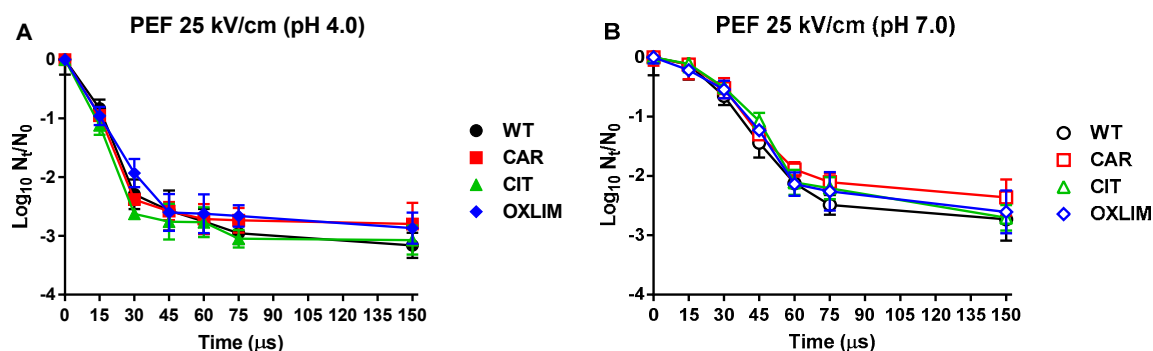 A
PEF 25 kV/cm (pH 4.0)
Log10 Nt/N0
0
-1
-2
-3
-4
0 15 30 45 60 75 90 105 120 135 150
Time (μs)
WT
CAR
CIT
OXLIM
B
PEF 25 kV/cm (pH 7.0)
Log10 Nt/N0
0
-1
-2
-3
-4
0 15 30 45 60 75 90 105 120 135 150
Time (μs)
WT
CAR
CIT
OXLIM